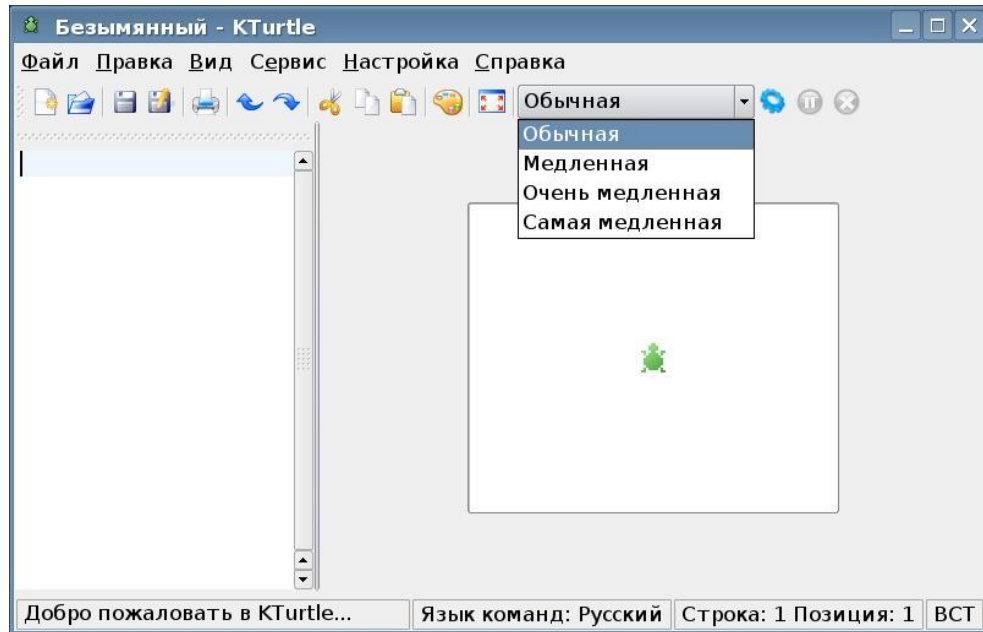 Безымянный - KTurtle
Файл Правка Вид Сервис Настройка Справка
Обычная
Обычная
Медленная
Очень медленная
Самая медленная
Добро пожаловать в KTurtle... Язык команд: Русский Строка: 1 Позиция: 1 ВСТ